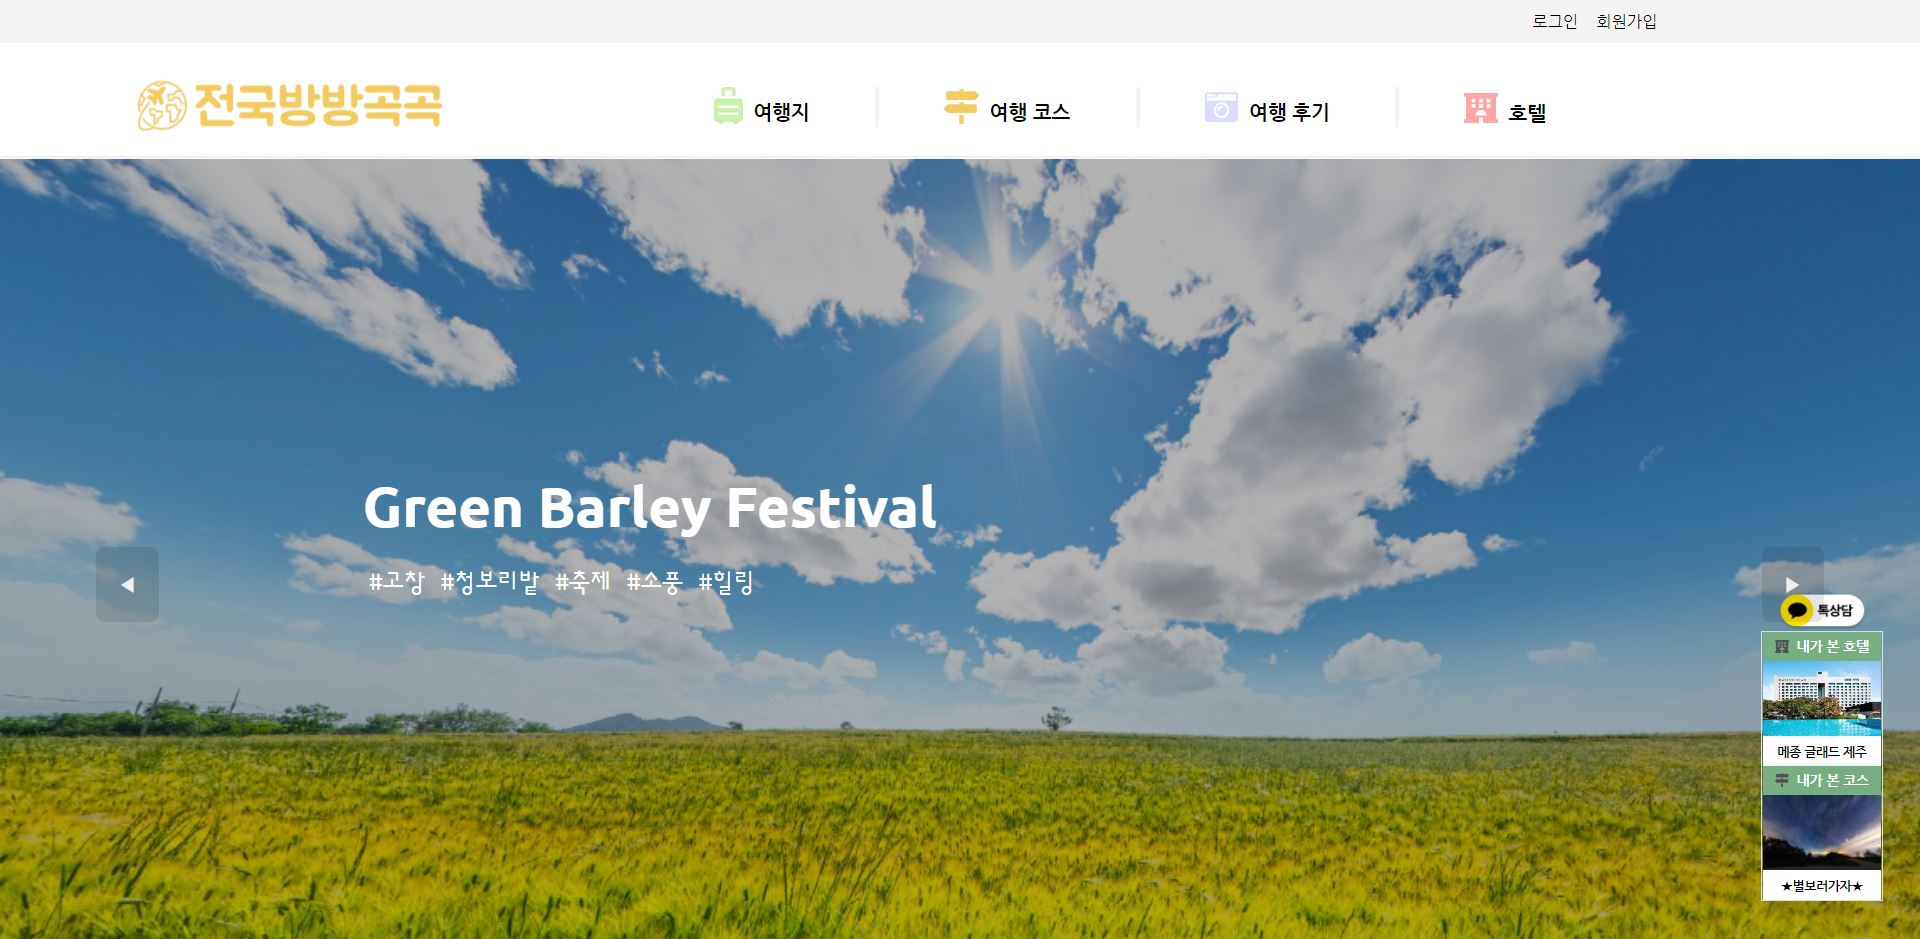 로그인 회원가입
전국방방곡곡
여행지 여행 코스 여행 후기 호텔
Green Barley Festival
#고창 #청보리밭 #축제 #소풍 #힐링
톡상담
내가 본 호텔
메종 글래드 제주
내가 본 코스
★별보러가자★